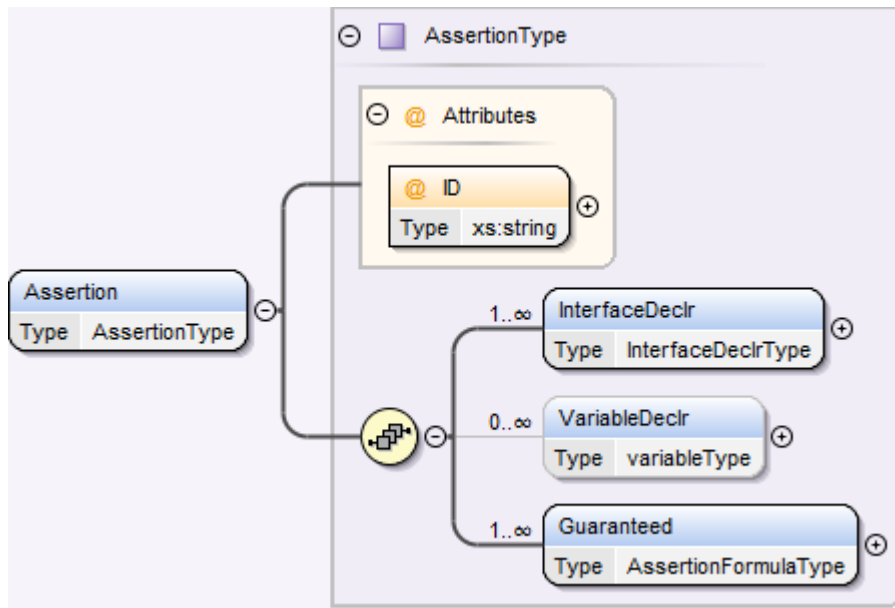 AssertionType
@ Attributes
@ ID
Type xs:string
Assertion
Type AssertionType
1..∞
InterfaceDeclr
Type InterfaceDeclrType
0..∞
VariableDeclr
Type variableType
1..∞
Guaranteed
Type AssertionFormulaType